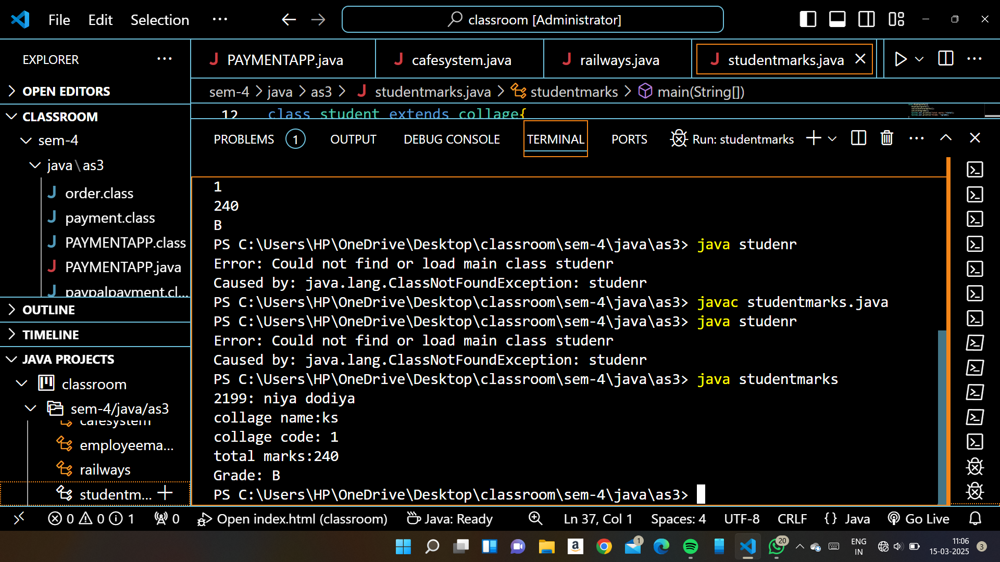 File Edit Selection ··· classroom [Administrator]
EXPLORER ···
PAYMENTAPP.java cafesystem.java railways.java studentmarks.java
OPEN EDITORS
sem-4 > java > as3 > studentmarks.java > studentmarks > main(String[])
CLASSROOM
12 class student extends collage{
PROBLEMS 1 OUTPUT DEBUG CONSOLE TERMINAL PORTS Run: studentmarks
sem-4
java\as3
order.class
payment.class
PAYMENTAPP.class
PAYMENTAPP.java
paypalpayment.cl...
OUTLINE
TIMELINE
JAVA PROJECTS
classroom
sem-4/java/as3
cafesystem
employeema...
railways
studentm...
1
240
B
PS C:\Users\HP\OneDrive\Desktop\classroom\sem-4\java\as3> java studenr
Error: Could not find or load main class studenr
Caused by: java.lang.ClassNotFoundException: studenr
PS C:\Users\HP\OneDrive\Desktop\classroom\sem-4\java\as3> javac studentmarks.java
PS C:\Users\HP\OneDrive\Desktop\classroom\sem-4\java\as3> java studenr
Error: Could not find or load main class studenr
Caused by: java.lang.ClassNotFoundException: studenr
PS C:\Users\HP\OneDrive\Desktop\classroom\sem-4\java\as3> java studentmarks
2199: niya dodiya
collage name:ks
collage code: 1
total marks:240
Grade: B
PS C:\Users\HP\OneDrive\Desktop\classroom\sem-4\java\as3>
0 0 1 0 Open index.html (classroom) Java: Ready Ln 37, Col 1 Spaces: 4 UTF-8 CRLF {} Java Go Live
1 20 ENG 11:06
IN 15-03-2025 3